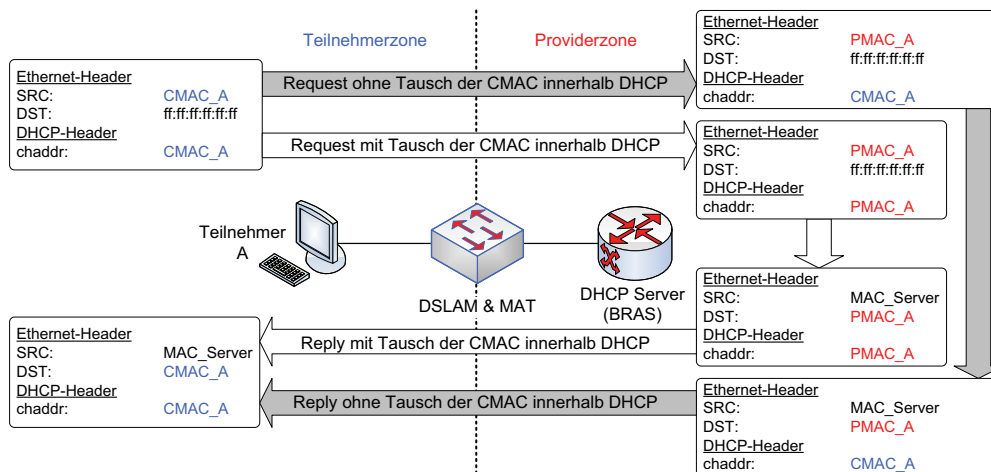 Teilnehmerzone
Providerzone
Ethernet-Header
SRC: CMAC_A
DST: ff:ff:ff:ff:ff:ff
DHCP-Header
chaddr: CMAC_A
Request ohne Tausch der CMAC innerhalb DHCP
Ethernet-Header
SRC: PMAC_A
DST: ff:ff:ff:ff:ff:ff
DHCP-Header
chaddr: CMAC_A
Request mit Tausch der CMAC innerhalb DHCP
Ethernet-Header
SRC: PMAC_A
DST: ff:ff:ff:ff:ff:ff
DHCP-Header
chaddr: PMAC_A
Teilnehmer
A
DSLAM & MAT
DHCP Server
(BRAS)
Ethernet-Header
SRC: MAC_Server
DST: PMAC_A
DHCP-Header
chaddr: PMAC_A
Reply mit Tausch der CMAC innerhalb DHCP
Ethernet-Header
SRC: MAC_Server
DST: CMAC_A
DHCP-Header
chaddr: CMAC_A
Reply ohne Tausch der CMAC innerhalb DHCP
Ethernet-Header
SRC: MAC_Server
DST: PMAC_A
DHCP-Header
chaddr: CMAC_A